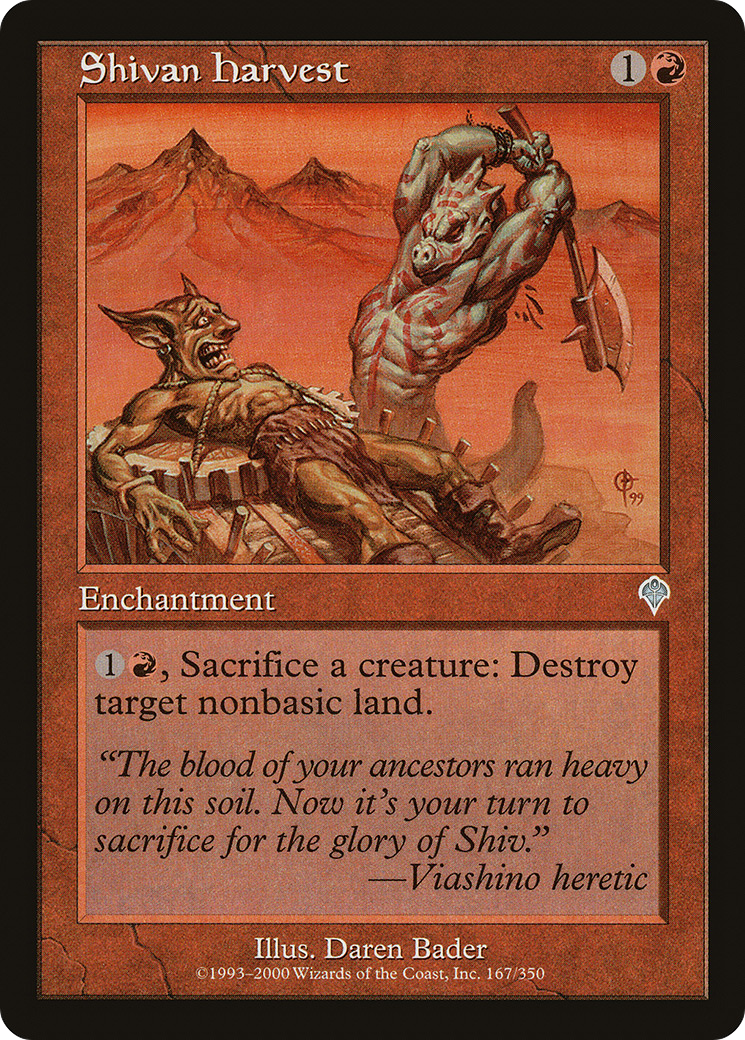 Shivan Harvest 1
99
Enchantment
1 , Sacrifice a creature: Destroy
target nonbasic land.
“The blood of your ancestors ran heavy
on this soil. Now it’s your turn to
sacrifice for the glory of Shiv.”
—Viashino heretic
Illus. Daren Bader
©1993–2000 Wizards of the Coast, Inc. 167/350